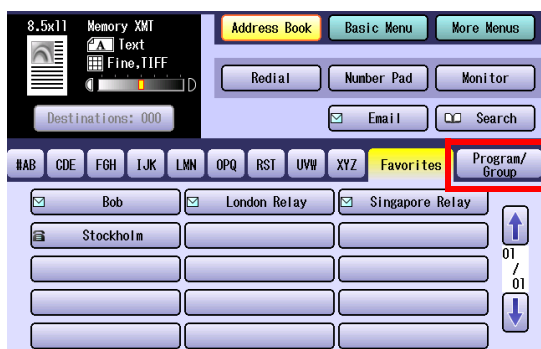 8.5x11 Memory XMT
A Text
Fine,TIFF
D
Destinations: 000
Address Book Basic Menu More Menus
Redial Number Pad Monitor
Email Search
#AB CDE FGH IJK LMN OPQ RST UVW XYZ Favorites Program/
Group
Bob London Relay Singapore Relay
Stockholm
01
/
01